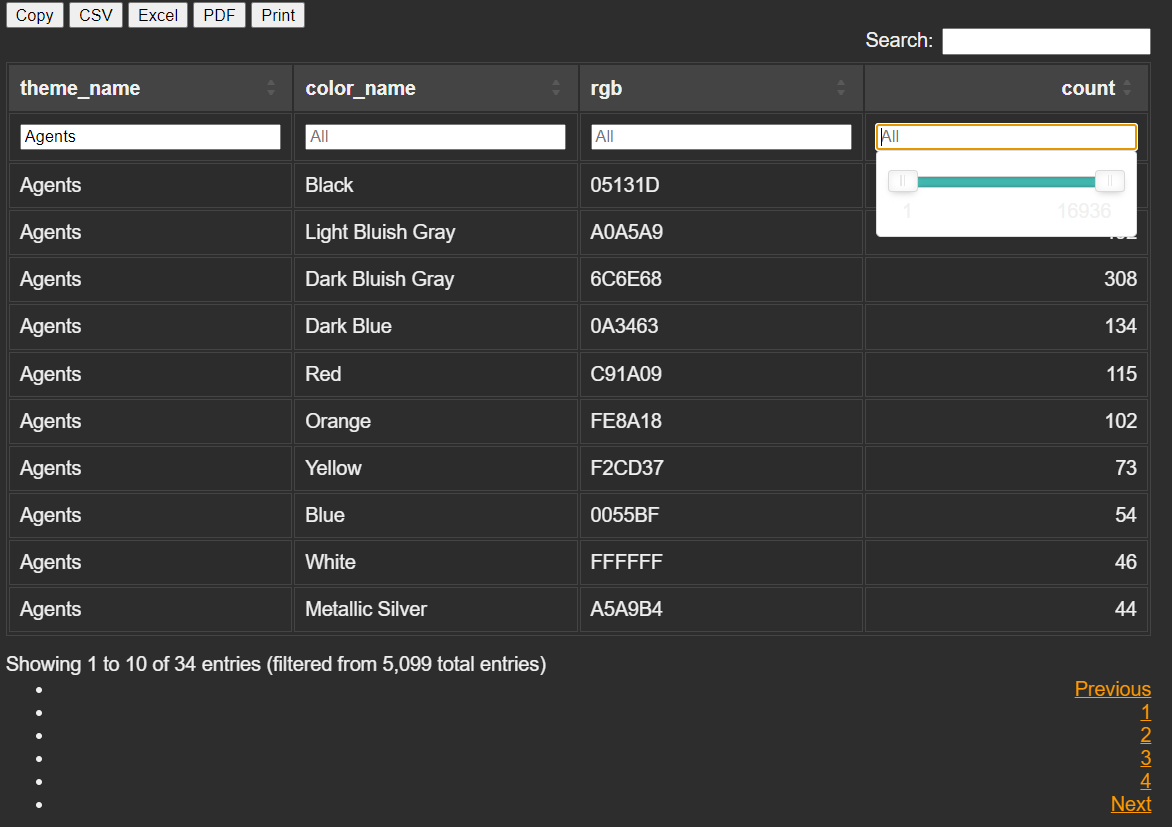 Copy CSV Excel PDF Print
Search:
theme_name color_name rgb count
Agents All All All
Agents Black 05131D
1 16936
Agents Light Bluish Gray A0A5A9
Agents Dark Bluish Gray 6C6E68 308
Agents Dark Blue 0A3463 134
Agents Red C91A09 115
Agents Orange FE8A18 102
Agents Yellow F2CD37 73
Agents Blue 0055BF 54
Agents White FFFFFF 46
Agents Metallic Silver A5A9B4 44
Showing 1 to 10 of 34 entries (filtered from 5,099 total entries)
Previous
1
2
3
4
Next